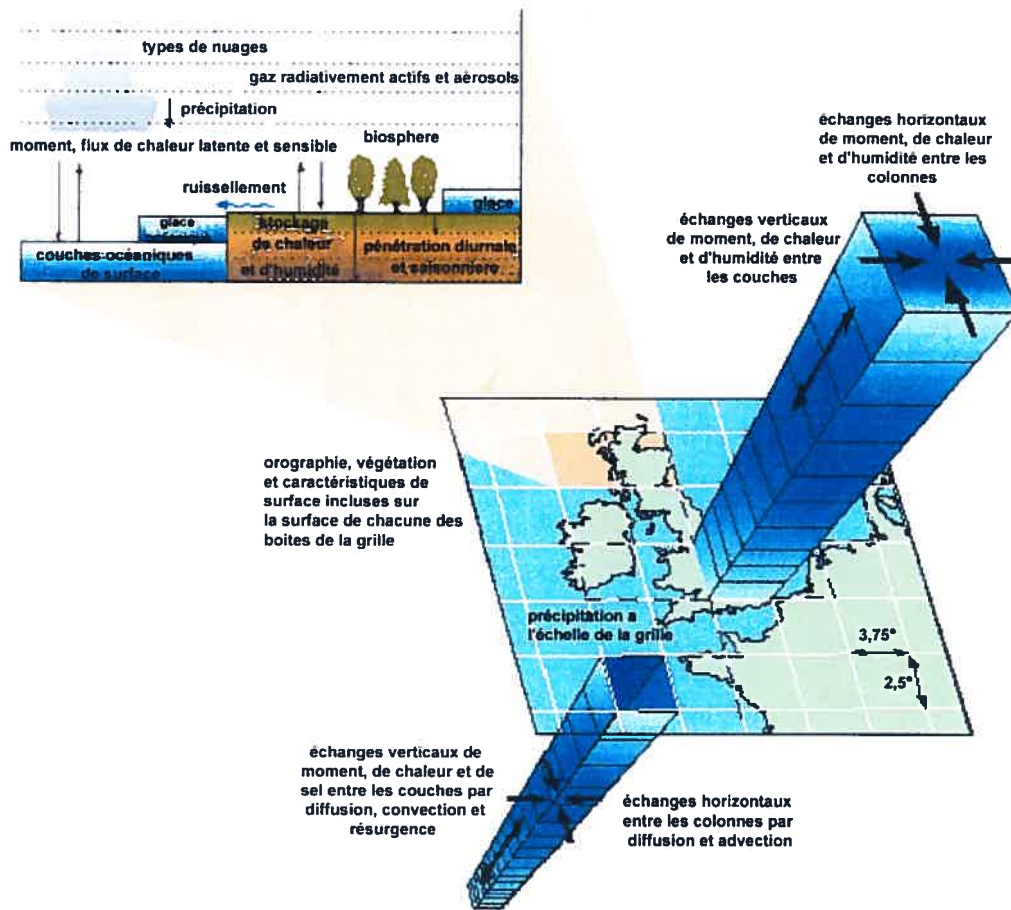 types de nuages
gaz radiativement actifs et aérosols
précipitation
biosphere
moment, flux de chaleur latente et sensible
ruissellement
glace
glace
stockage
de chaleur
et d'humidité
pénétration diurnale
et saisonniere
couches océaniques
de surface
échanges horizontaux
de moment, de chaleur
et d'humidité entre les
colonnes
échanges verticaux
de moment, de chaleur
et d'humidité entre
les couches
orographie, végétation
et caractéristiques de
surface incluses sur
la surface de chacune des
boites de la grille
précipitation a
l'échelle de la grille
3,75°
2,5°
échanges verticaux de
moment, de chaleur et de
sel entre les couches par
diffusion, convection et
résurgence
échanges horizontaux
entre les colonnes par
diffusion et advection